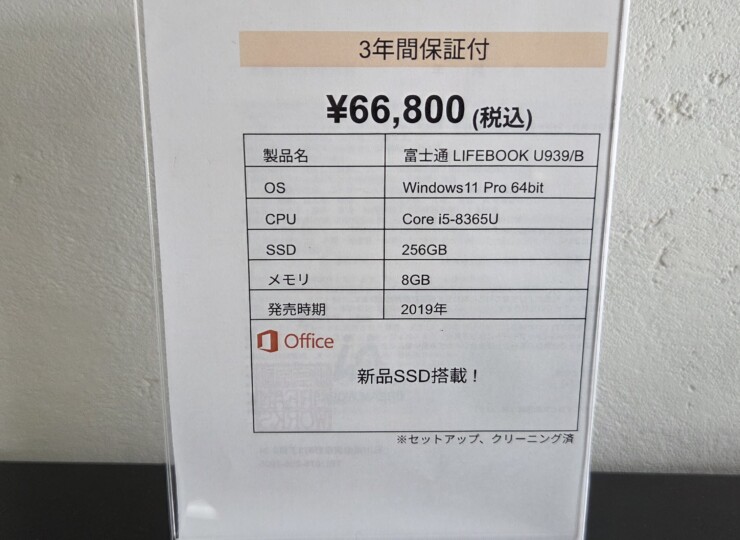 3年間保証付
¥66,800 (税込)
製品名 富士通 LIFEBOOK U939/B
OS Windows11 Pro 64bit
CPU Core i5-8365U
SSD 256GB
メモリ 8GB
発売時期 2019年
Office
新品SSD搭載！
※セットアップ、クリーニング済